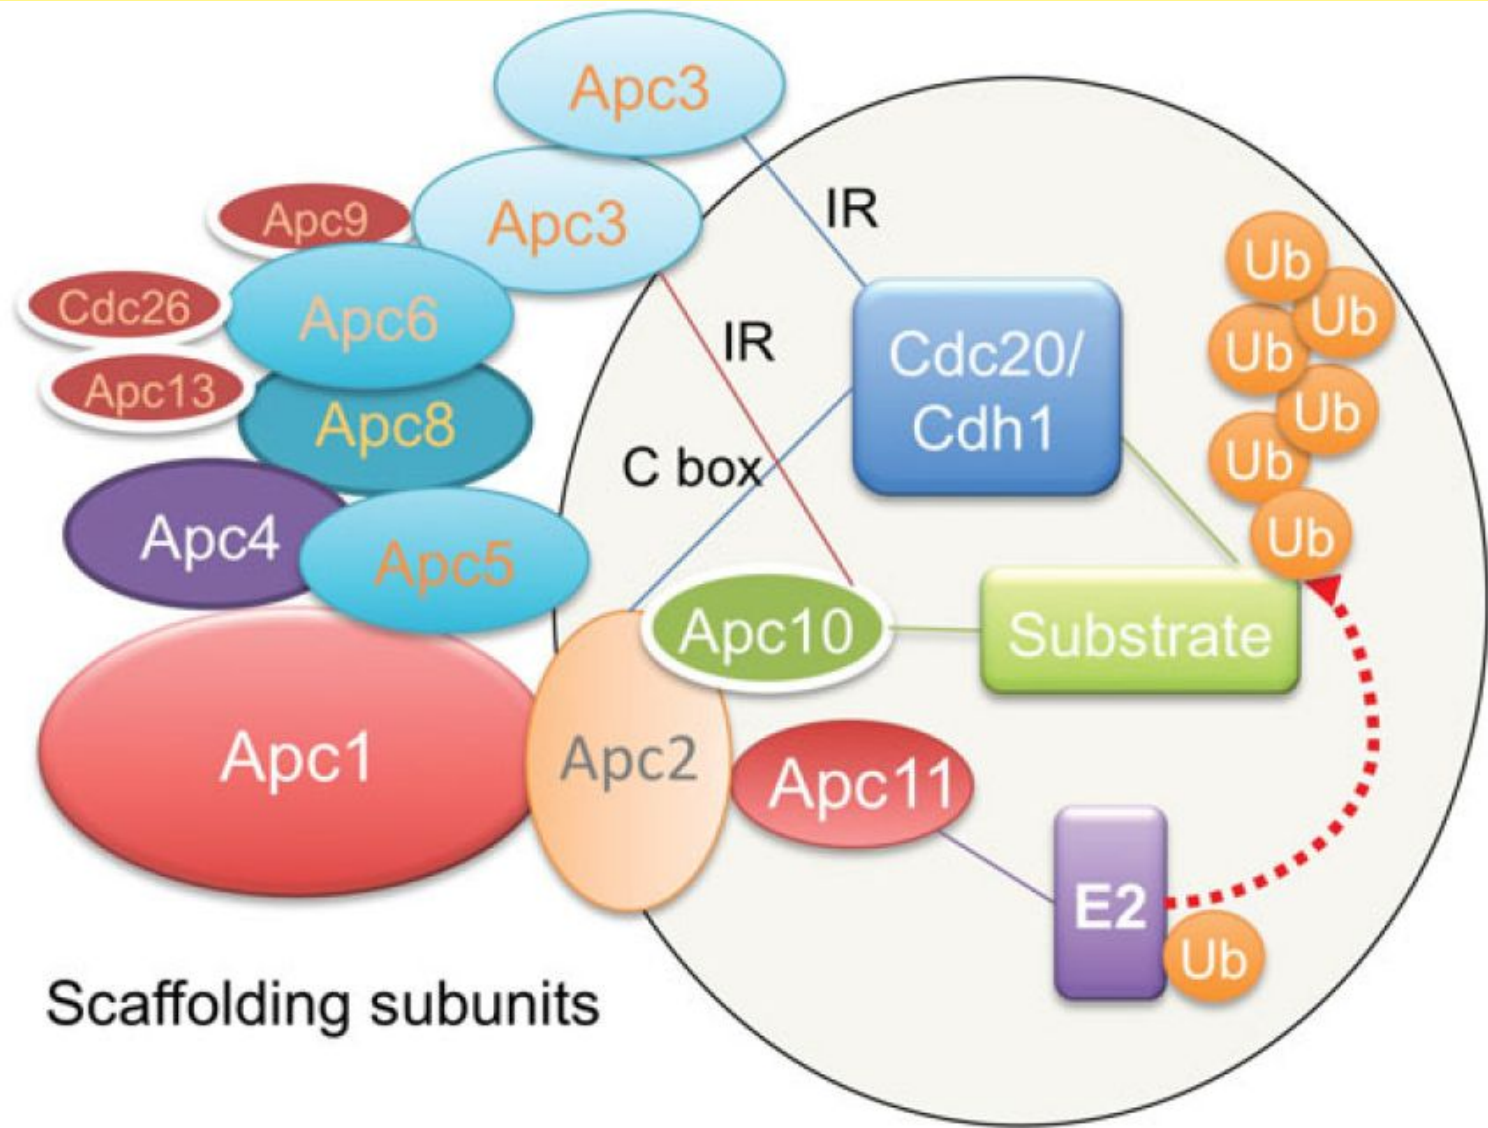 Apc3
Apc3
IR
Apc9
Ub
Cdc26
Apc6
Ub
IR
Cdc20/
Cdh1
Ub
Apc13
Apc8
Ub
C box
Ub
Apc4
Apc5
Ub
Apc10
Substrate
Apc1
Apc2
Apc11
E2
Ub
Scaffolding subunits